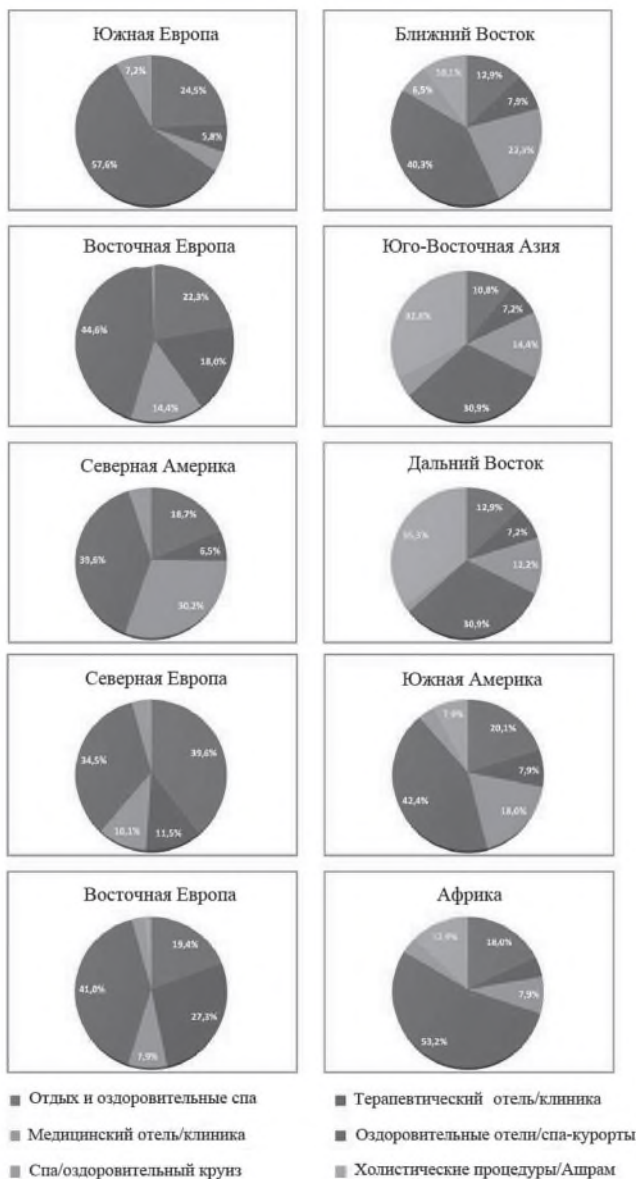 Южная Европа
7,2%
24,5%
5,8%
57,6%
Ближний Восток
10,1%
12,9%
6,5%
7,9%
22,3%
40,3%
Восточная Европа
22,3%
44,6%
18,0%
14,4%
Юго-Восточная Азия
10,8%
7,2%
14,4%
30,9%
Северная Америка
18,7%
6,5%
39,6%
30,2%
Дальний Восток
12,9%
7,2%
12,2%
30,9%
Северная Европа
39,6%
34,5%
10,1%
11,5%
Южная Америка
20,1%
7,9%
42,4%
18,0%
Восточная Европа
19,4%
41,0%
27,3%
7,9%
Африка
18,0%
7,9%
53,2%
Отдых и оздоровительные спа
Терапевтический отель/клиника
Медицинский отель/клиника
Оздоровительные отели/спа-курорты
Спа/оздоровительный круиз
Холистические процедуры/Ашрам